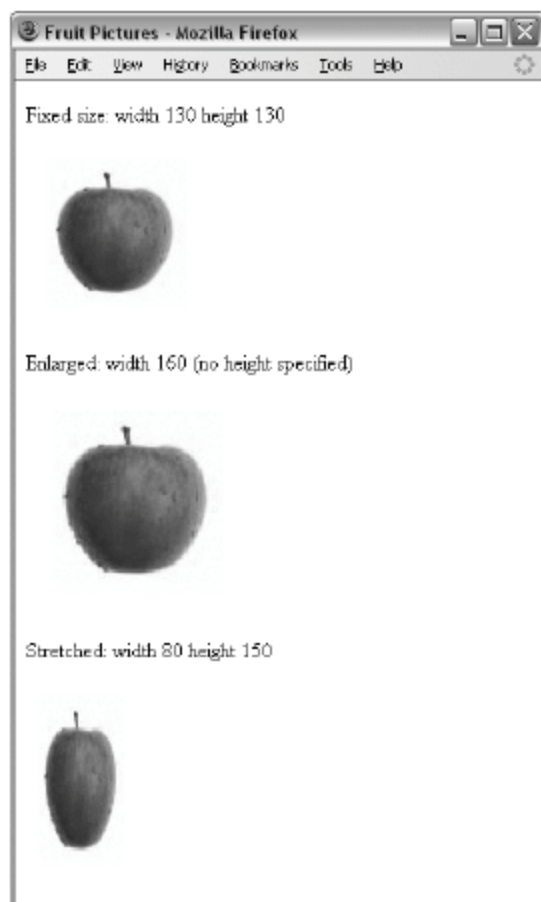 Fruit Pictures - Mozilla Firefox
File Edit View History Bookmarks Tools Help
Fixed size: width 130 height 130
Enlarged: width 160 (no height specified)
Stretched: width 80 height 150